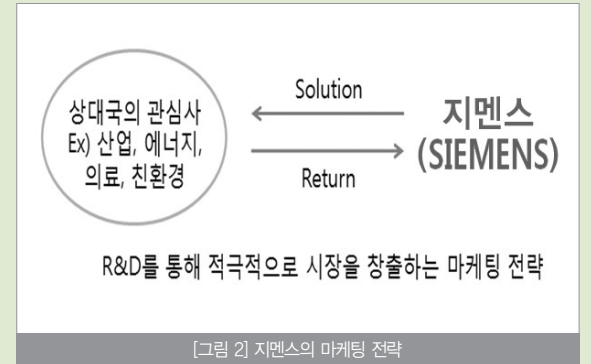 상대국의 관심사
Ex) 산업, 에너지,
의료, 친환경
Solution
Return
지멘스
(SIEMENS)
R&D를 통해 적극적으로 시장을 창출하는 마케팅 전략
[그림 2] 지멘스의 마케팅 전략